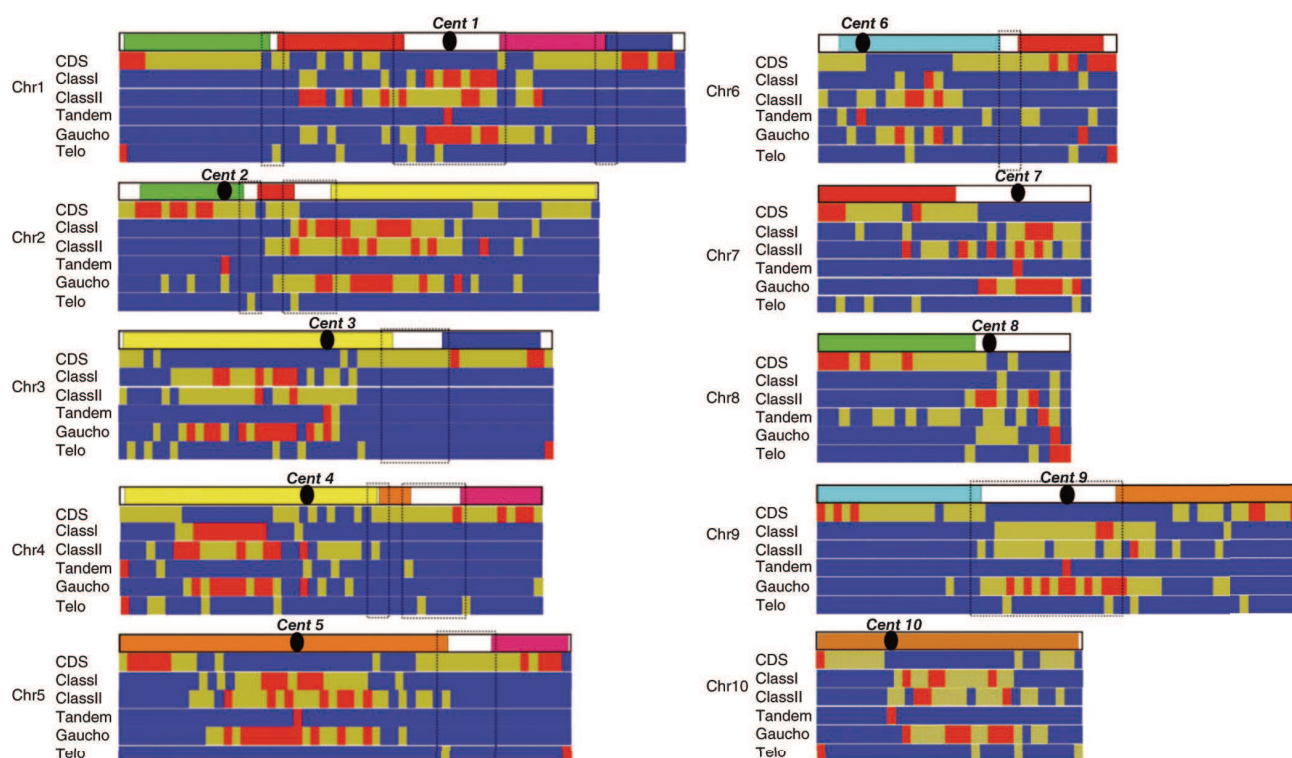 Cent 1
Chr1
CDS
ClassI
ClassII
Tandem
Gaucho
Telo
Cent 2
Chr2
CDS
ClassI
ClassII
Tandem
Gaucho
Telo
Cent 3
Chr3
CDS
ClassI
ClassII
Tandem
Gaucho
Telo
Cent 4
Chr4
CDS
ClassI
ClassII
Tandem
Gaucho
Telo
Cent 5
Chr5
CDS
ClassI
ClassII
Tandem
Gaucho
Telo
Cent 6
Chr6
CDS
ClassI
ClassII
Tandem
Gaucho
Telo
Cent 7
Chr7
CDS
ClassI
ClassII
Tandem
Gaucho
Telo
Cent 8
Chr8
CDS
ClassI
ClassII
Tandem
Gaucho
Telo
Cent 9
Chr9
CDS
ClassI
ClassII
Tandem
Gaucho
Telo
Cent 10
Chr10
CDS
ClassI
ClassII
Tandem
Gaucho
Telo